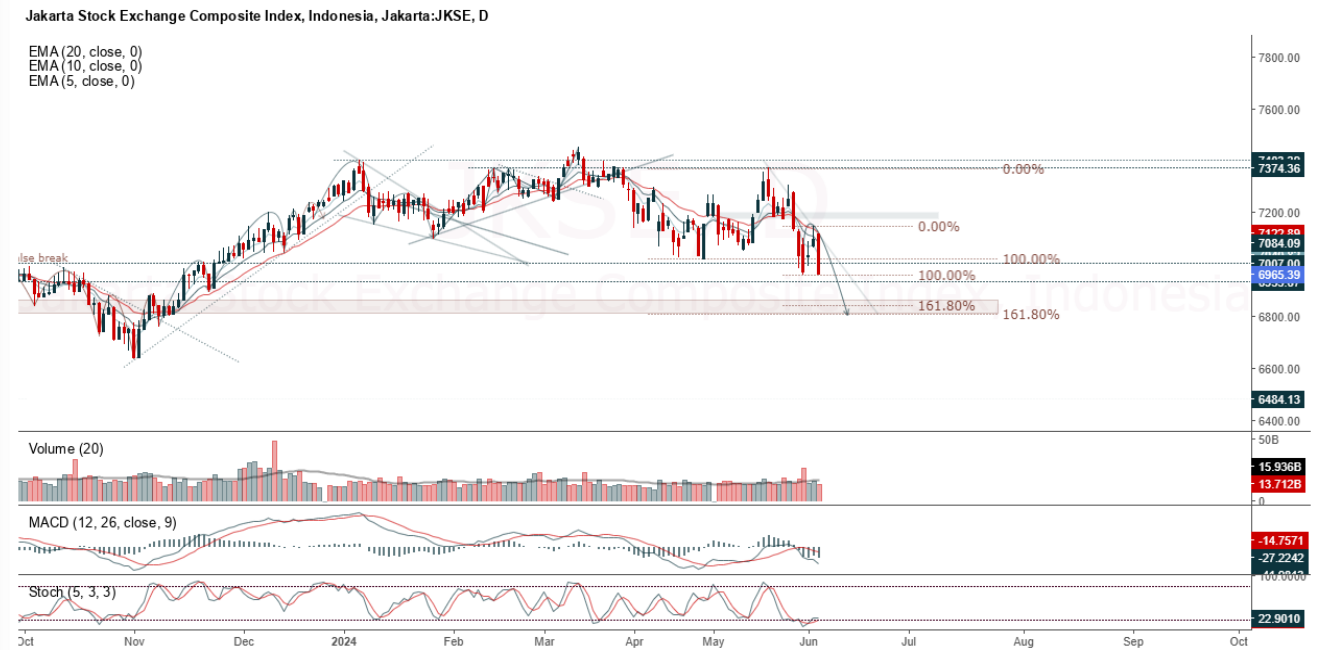 Jakarta Stock Exchange Composite Index, Indonesia, Jakarta:JKSE, D
EMA (20, close, 0)
EMA (10, close, 0)
EMA (5, close, 0)
7800.00
7600.00
7374.36
0.00%
7200.00
0.00%
7122.89
7084.09
lse break
100.00%
7007.00
100.00%
6965.39
161.80%
161.80%
6800.00
6600.00
6484.13
6400.00
Volume (20)
50B
15.936B
13.712B
0
MACD (12, 26, close, 9)
-14.7571
-27.2242
100.0000
Stoch (5, 3, 3)
22.9010
Oct Nov Dec 2024 Feb Mar Apr May Jun Jul Aug Sep Oct